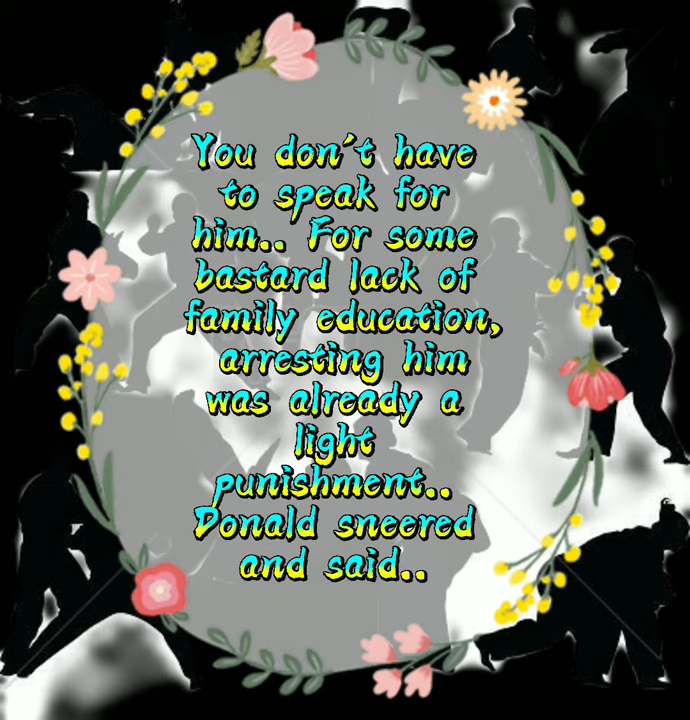 You don't have
to speak for
him.. For some
bastard lack of
family education,
arresting him
was already a
light
punishment..
Donald sneered
and said..